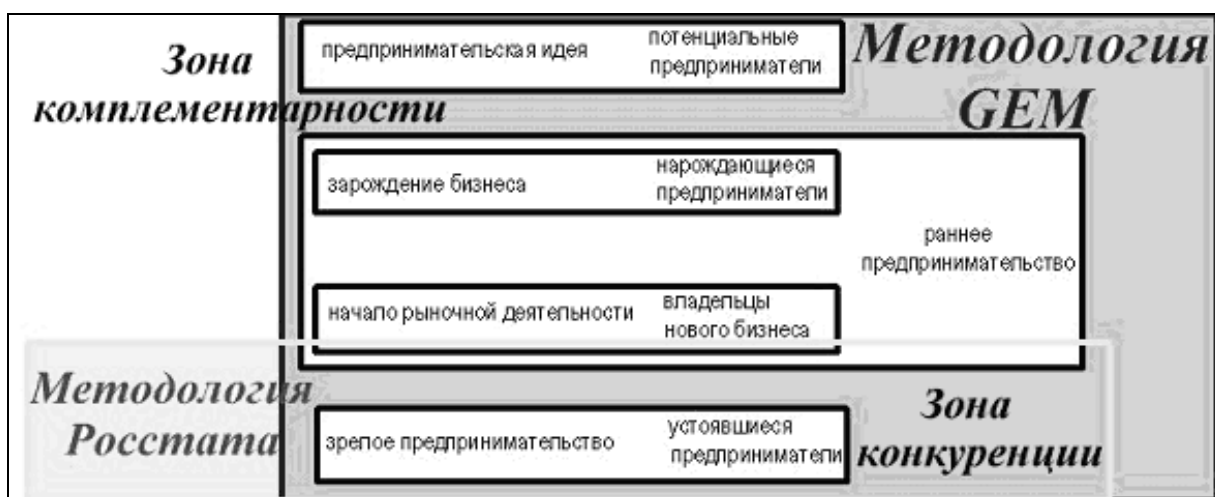 Зона
комплементарности
предпринимательская идея
потенциальные
предприниматели
Методология
GEM
зарождение бизнеса
нарождающиеся
предприниматели
раннее
предпринимательство
начало рыночной деятельности
владельцы
нового бизнеса
Методология
Росстата
зрелое предпринимательство
устоявшиеся
предприниматели
Зона
конкуренции